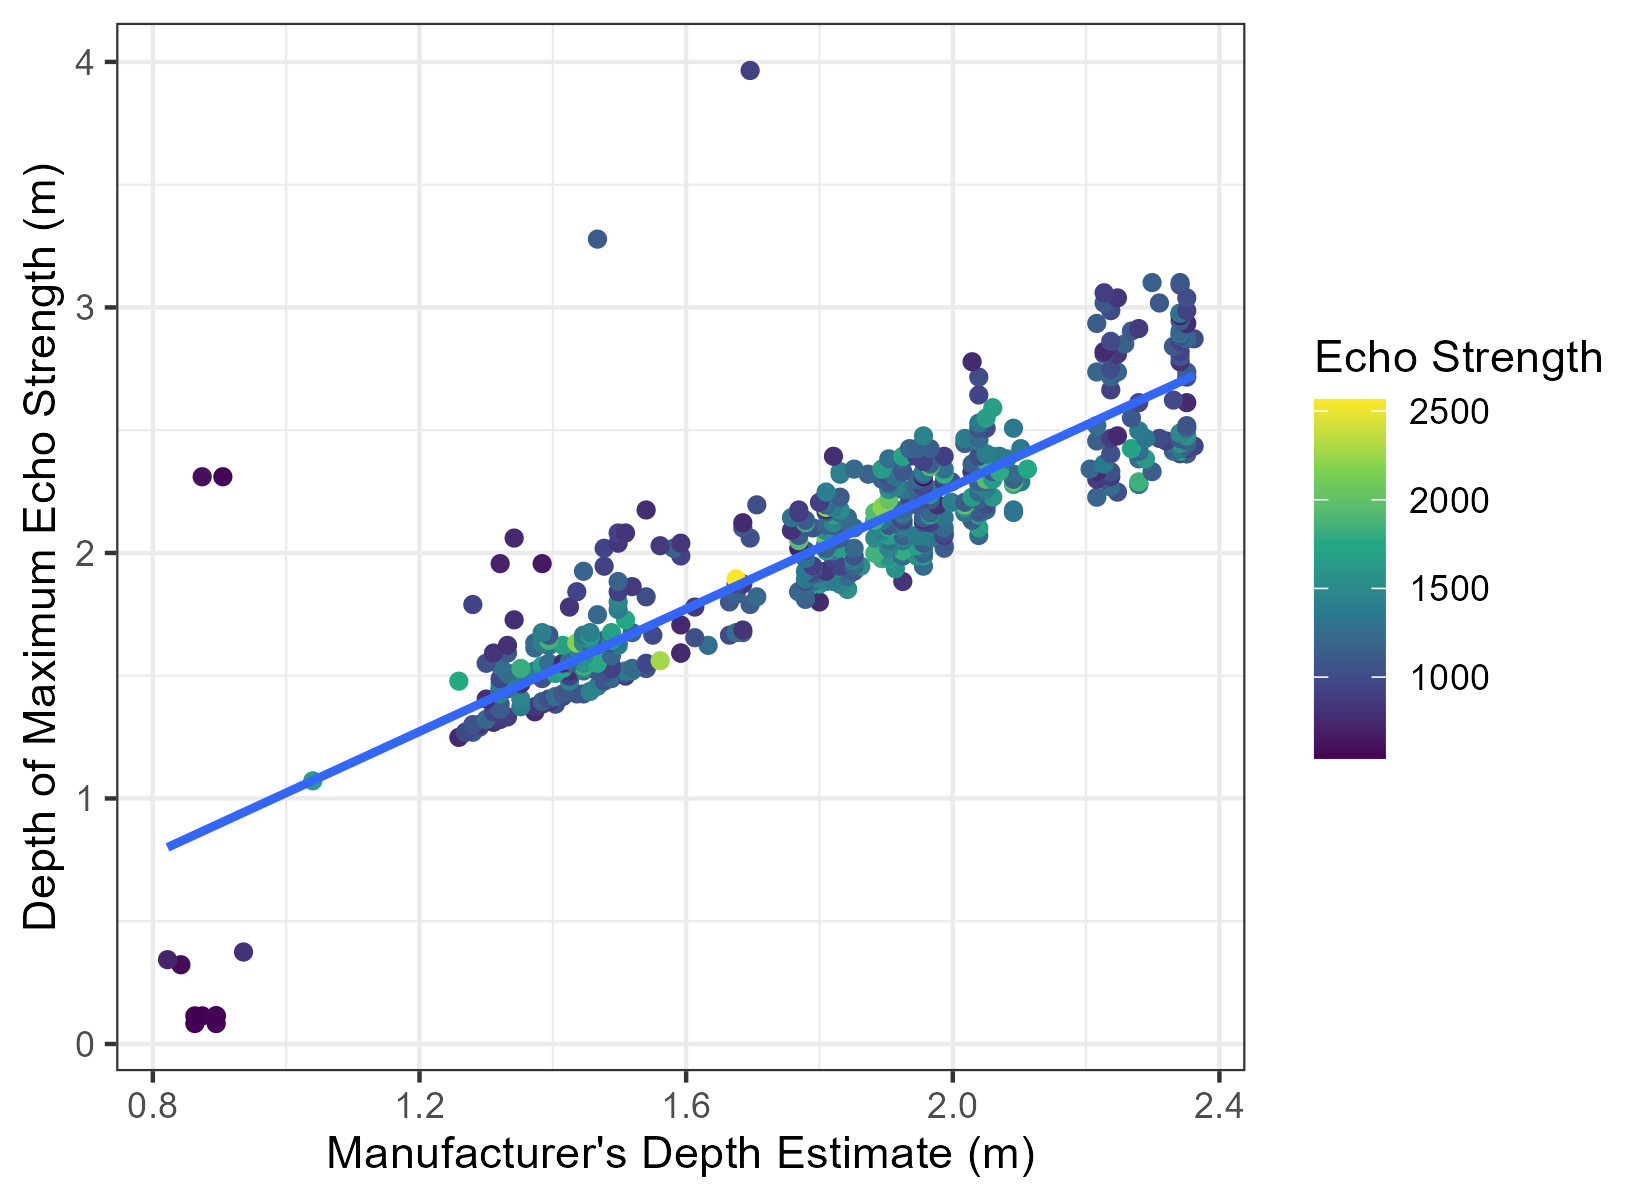 4
3
2
1
0
Depth of Maximum Echo Strength (m)
0.8 1.2 1.6 2.0 2.4
Manufacturer's Depth Estimate (m)
Echo Strength
2500
2000
1500
1000